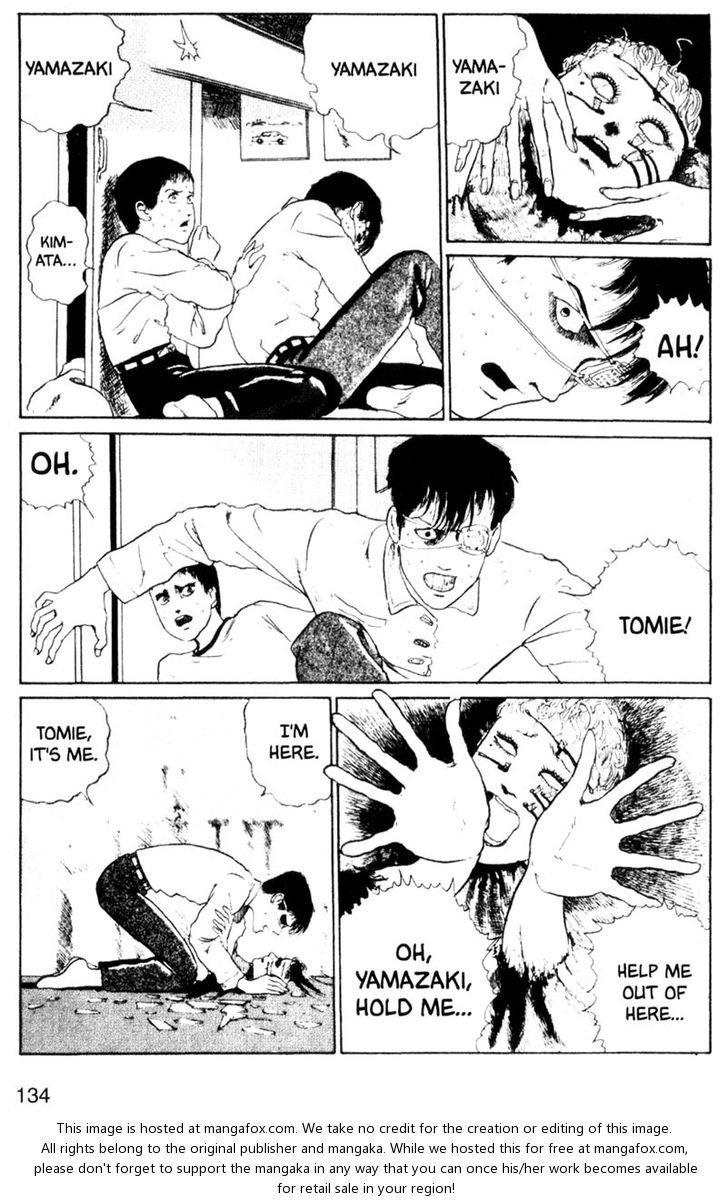 YAMAZAKI
YAMAZAKI
KIM-
ATA...
YAMA-
ZAKI
AH!
OH.
TOMIE!
TOMIE,
IT'S ME.
I'M
HERE.
OH,
YAMAZAKI,
HOLD ME...
HELP ME
OUT OF
HERE...
134
This image is hosted at mangafox.com. We take no credit for the creation or editing of this image.
All rights belong to the original publisher and mangaka. While we hosted this for free at mangafox.com,
please don't forget to support the mangaka in any way that you can once his/her work becomes available
for retail sale in your region!